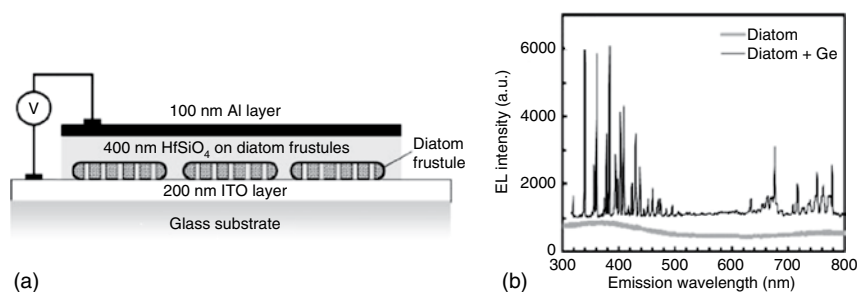 V
100 nm Al layer
400 nm HfSiO₄ on diatom frustules
Diatom
frustule
200 nm ITO layer
Glass substrate
(a)
Diatom
Diatom + Ge
EL intensity (a.u.)
6000
4000
2000
0
300 400 500 600 700 800
Emission wavelength (nm)
(b)